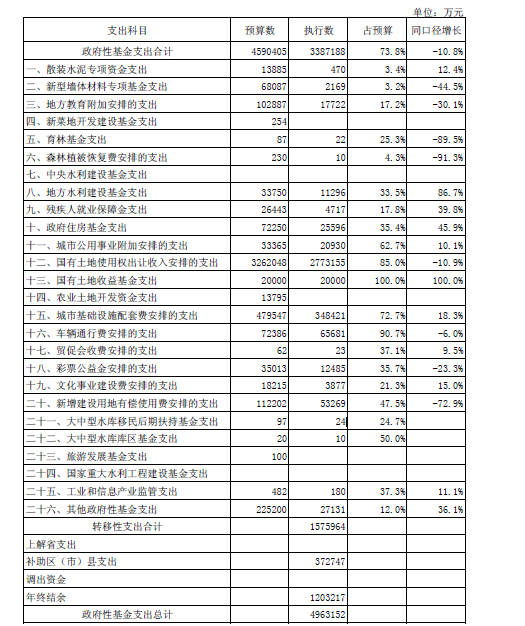 单位：万元
支出科目 预算数 执行数 占预算 同口径增长
政府性基金支出合计 4590405 3387188 73.8% -10.8%
一、散装水泥专项资金支出 13885 470 3.4% 12.4%
二、新型墙体材料专项基金支出 68087 2169 3.2% -44.5%
三、地方教育附加安排的支出 102887 17722 17.2% -30.1%
四、新菜地开发建设基金支出 254
五、育林基金支出 87 22 25.3% -89.5%
六、森林植被恢复费安排的支出 230 10 4.3% -91.3%
七、中央水利建设基金支出
八、地方水利建设基金支出 33750 11296 33.5% 86.7%
九、残疾人就业保障金支出 26443 4717 17.8% 39.8%
十、政府住房基金支出 72250 25596 35.4% 45.9%
十一、城市公用事业附加安排的支出 33365 20930 62.7% 10.1%
十二、国有土地使用权出让收入安排的支出 3262048 2773155 85.0% -10.9%
十三、国有土地收益基金支出 20000 20000 100.0% 100.0%
十四、农业土地开发资金支出 13795
十五、城市基础设施配套费安排的支出 479547 348421 72.7% 18.3%
十六、车辆通行费安排的支出 72386 65681 90.7% -6.0%
十七、贸促会收费安排的支出 62 23 37.1% 9.5%
十八、彩票公益金安排的支出 35013 12485 35.7% -23.3%
十九、文化事业建设费安排的支出 18215 3877 21.3% 15.0%
二十、新增建设用地有偿使用费安排的支出 112202 53269 47.5% -72.9%
二十一、大中型水库移民后期扶持基金支出 97 24 24.7%
二十二、大中型水库库区基金支出 20 10 50.0%
二十三、旅游发展基金支出 100
二十四、国家重大水利工程建设基金支出
二十五、工业和信息产业监管支出 482 180 37.3% 11.1%
二十六、其他政府性基金支出 225200 27131 12.0% 36.1%
转移性支出合计 1575964
上解省支出
补助区（市）县支出 372747
调出资金
年终结余 1203217
政府性基金支出总计 4963152